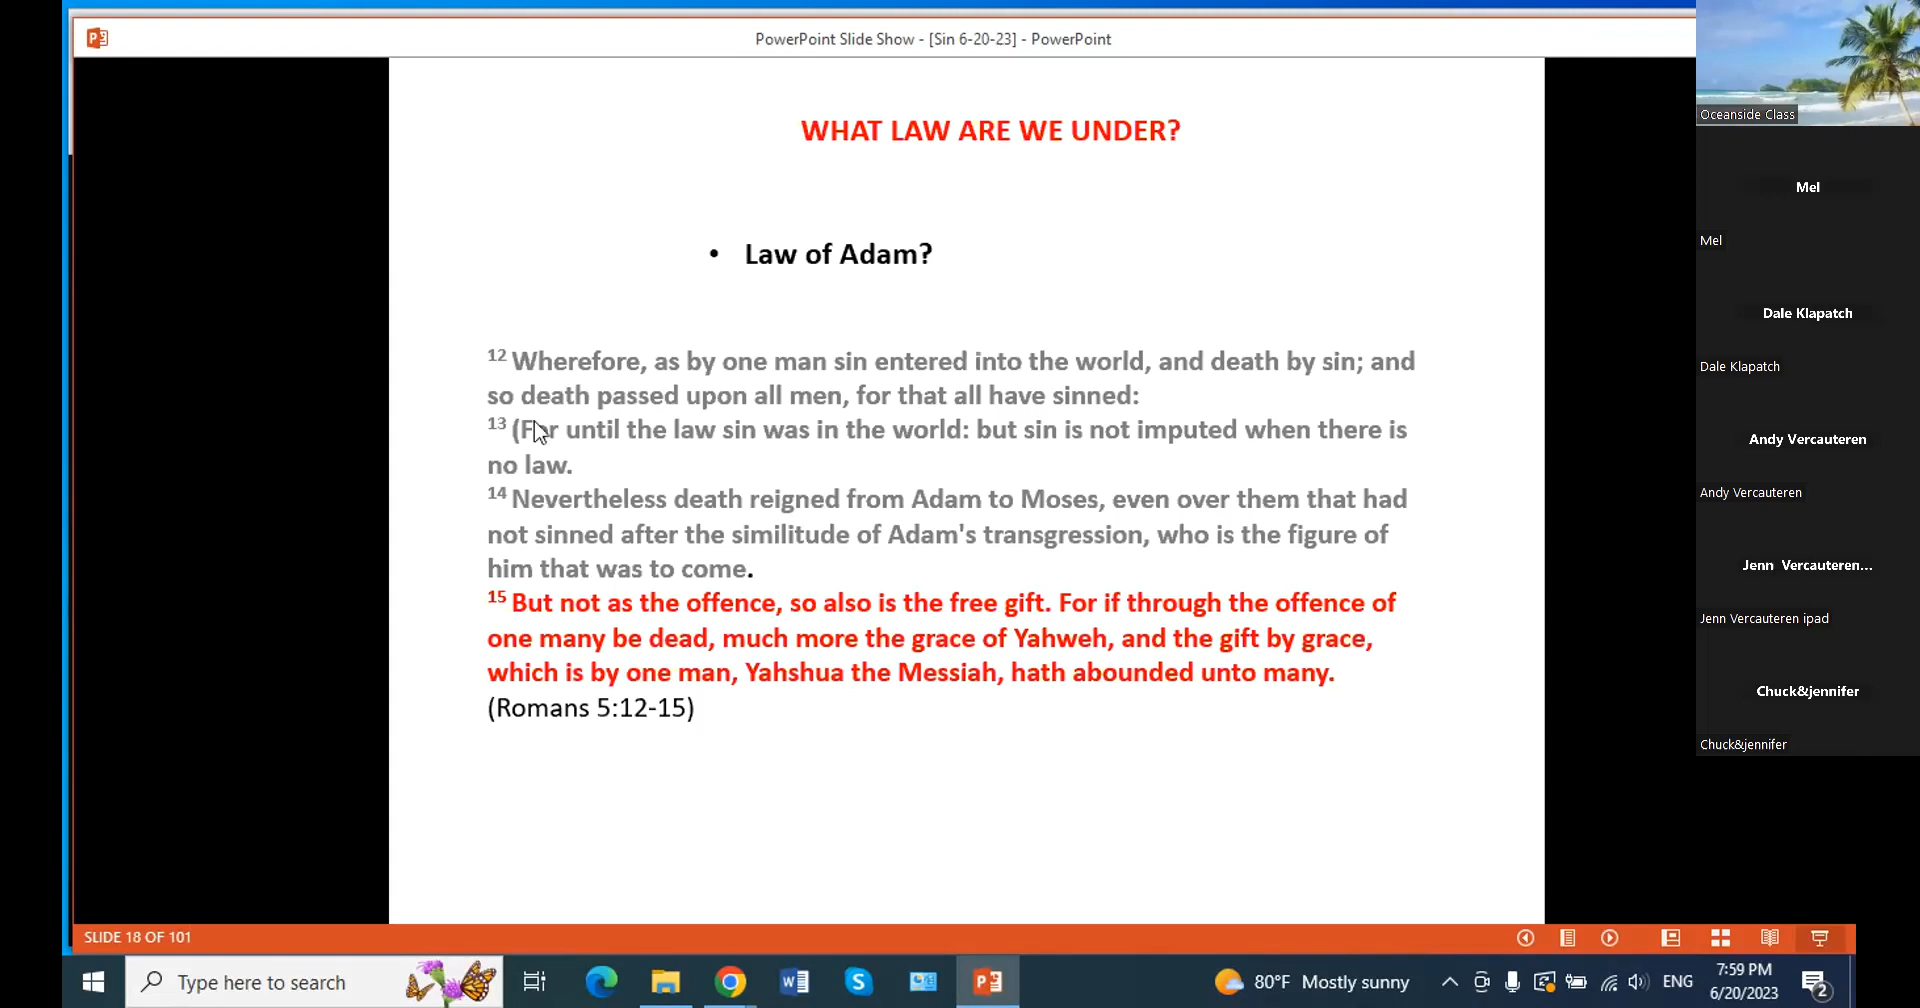 PowerPoint Slide Show - [Sin 6-20-23] - PowerPoint
WHAT LAW ARE WE UNDER?
• Law of Adam?
12 Wherefore, as by one man sin entered into the world, and death by sin; and
so death passed upon all men, for that all have sinned:
13 (For until the law sin was in the world: but sin is not imputed when there is
no law.
14 Nevertheless death reigned from Adam to Moses, even over them that had
not sinned after the similitude of Adam's transgression, who is the figure of
him that was to come.
15 But not as the offence, so also is the free gift. For if through the offence of
one many be dead, much more the grace of Yahweh, and the gift by grace,
which is by one man, Yahshua the Messiah, hath abounded unto many.
(Romans 5:12-15)
Oceanside Class
Mel
Mel
Dale Klapatch
Dale Klapatch
Andy Vercauteren
Andy Vercauteren
Jenn Vercauteren...
Jenn Vercauteren ipad
Chuck&jennifer
Chuck&jennifer
SLIDE 18 OF 101
Type here to search
80°F Mostly sunny
ENG
7:59 PM
6/20/2023
2